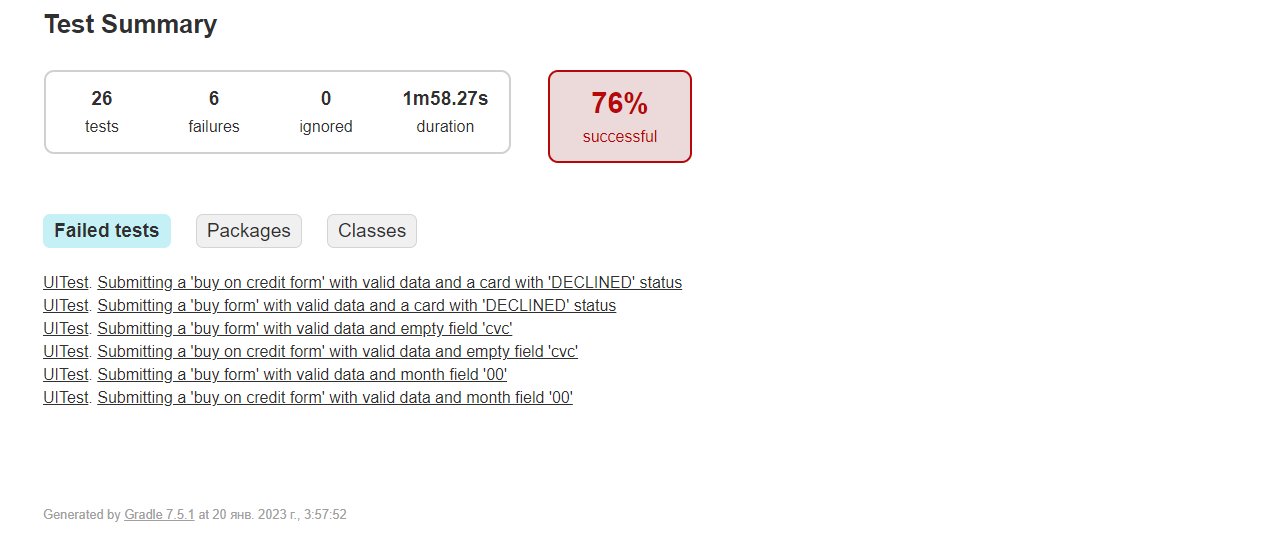 Test Summary
26 6 0 1m58.27s
tests failures ignored duration
76%
successful
Failed tests Packages Classes
UITest. Submitting a 'buy on credit form' with valid data and a card with 'DECLINED' status
UITest. Submitting a 'buy form' with valid data and a card with 'DECLINED' status
UITest. Submitting a 'buy form' with valid data and empty field 'cvc'
UITest. Submitting a 'buy on credit form' with valid data and empty field 'cvc'
UITest. Submitting a 'buy form' with valid data and month field '00'
UITest. Submitting a 'buy on credit form' with valid data and month field '00'
Generated by Gradle 7.5.1 at 20 янв. 2023 г., 3:57:52